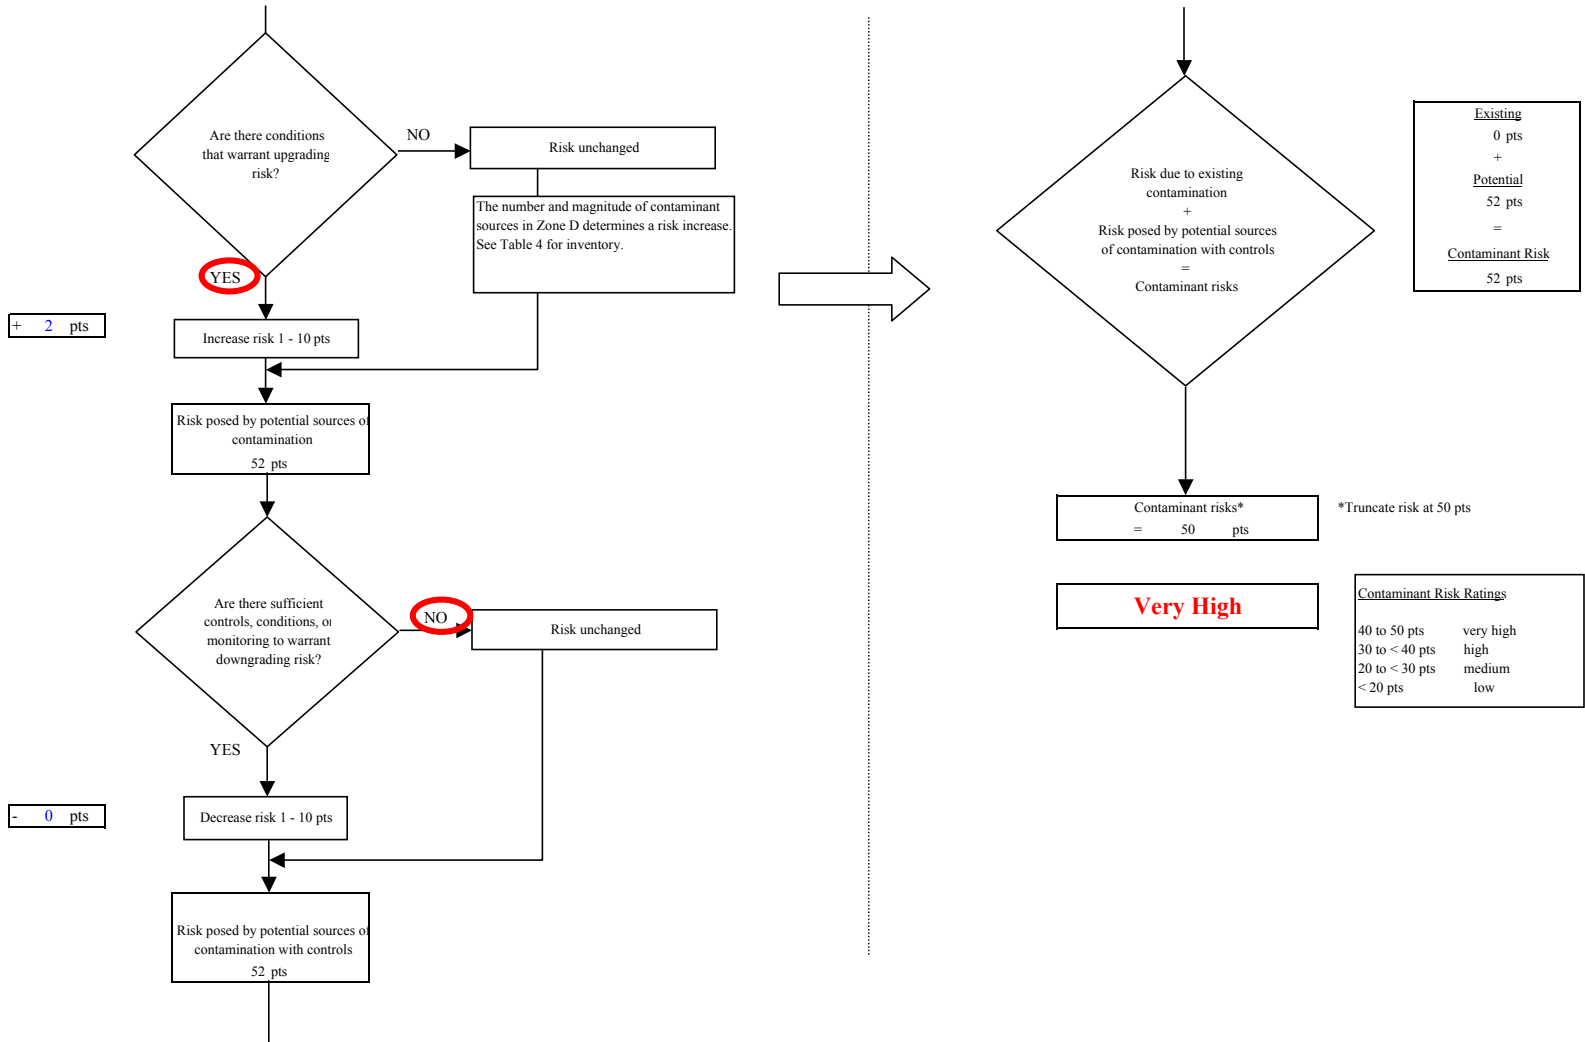 Are there conditions
that warrant upgrading
risk?
NO
Risk unchanged
The number and magnitude of contaminant
sources in Zone D determines a risk increase.
See Table 4 for inventory.
YES
+ 2 pts
Increase risk 1 - 10 pts
Risk posed by potential sources of
contamination
52 pts
Are there sufficient
controls, conditions, or
monitoring to warrant
downgrading risk?
NO
Risk unchanged
YES
- 0 pts
Decrease risk 1 - 10 pts
Risk posed by potential sources of
contamination with controls
52 pts
Risk due to existing
contamination
+
Risk posed by potential sources
of contamination with controls
=
Contaminant risks
Existing
0 pts
+
Potential
52 pts
=
Contaminant Risk
52 pts
Contaminant risks*
= 50 pts
*Truncate risk at 50 pts
Very High
Contaminant Risk Ratings
40 to 50 pts very high
30 to < 40 pts high
20 to < 30 pts medium
< 20 pts low